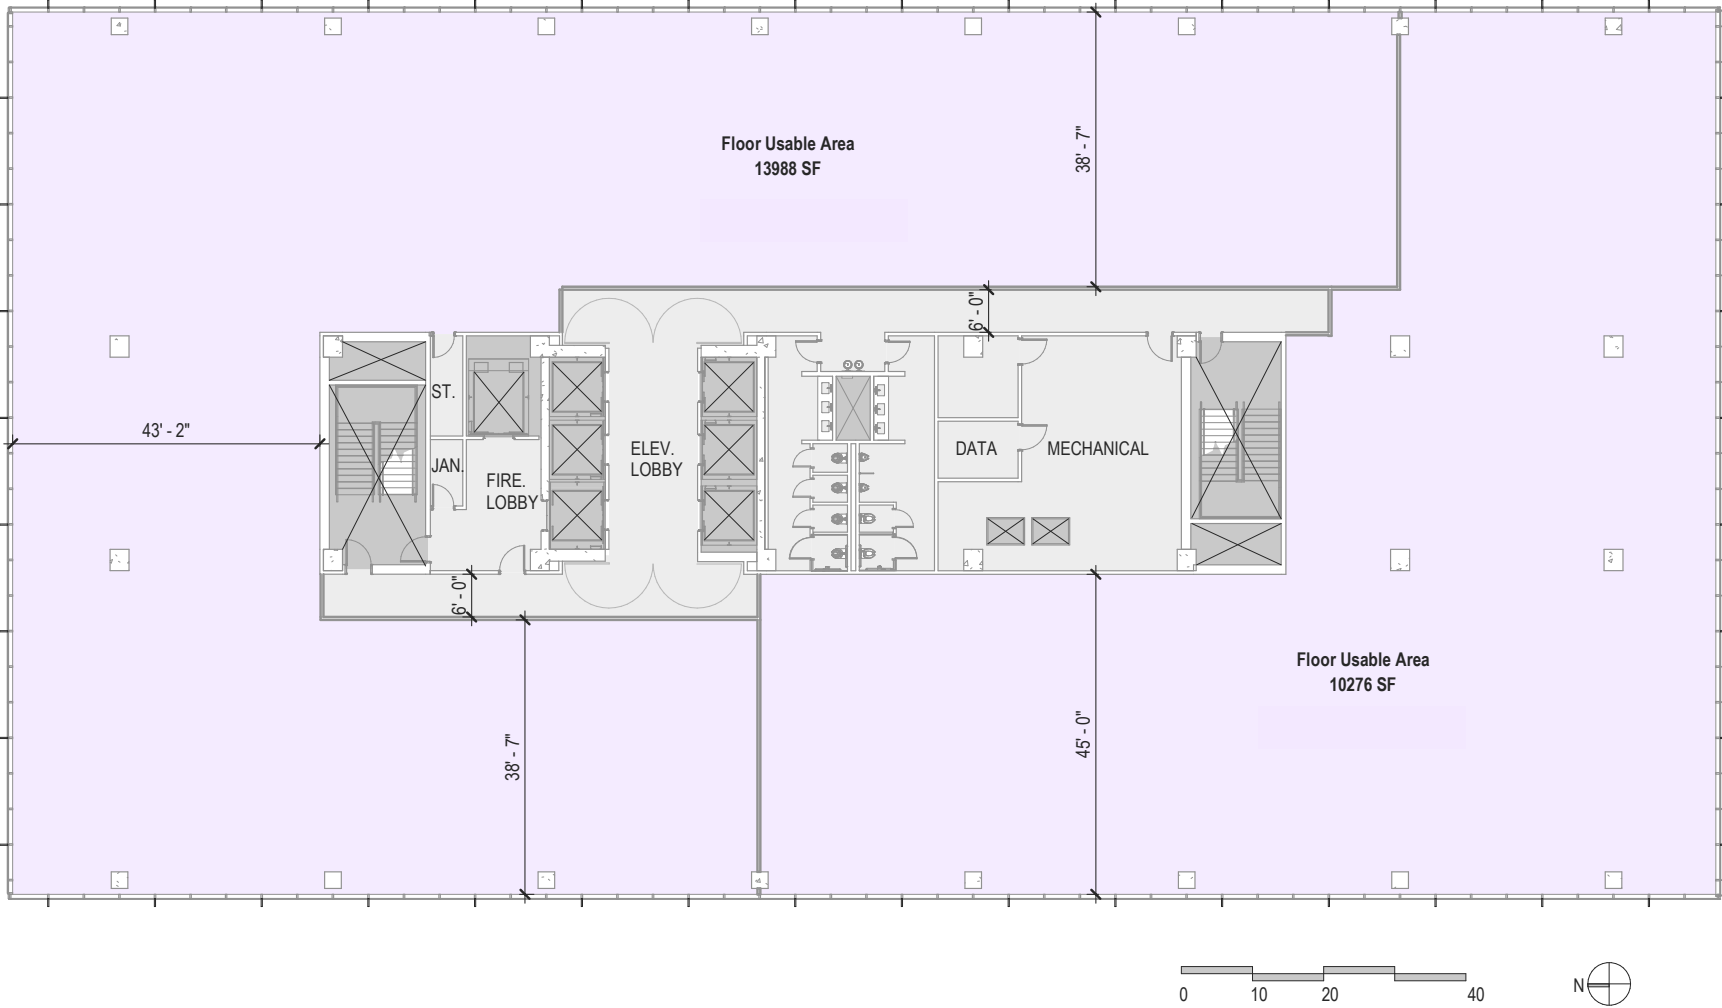 Floor Usable Area
13988 SF
38' - 7"
6' - 0"
43' - 2"
ST.
JAN.
FIRE.
LOBBY
ELEV.
LOBBY
DATA
MECHANICAL
6' - 0"
38' - 7"
45' - 0"
Floor Usable Area
10276 SF
0 10 20 40
N